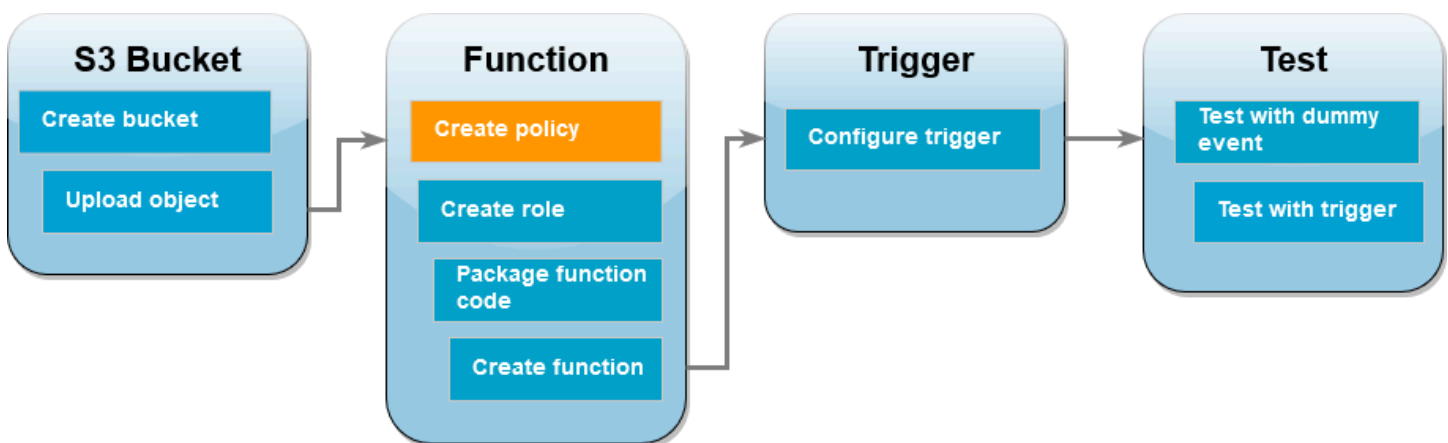 S3 Bucket
Create bucket
Upload object
Function
Create policy
Create role
Package function
code
Create function
Trigger
Configure trigger
Test
Test with dummy
event
Test with trigger